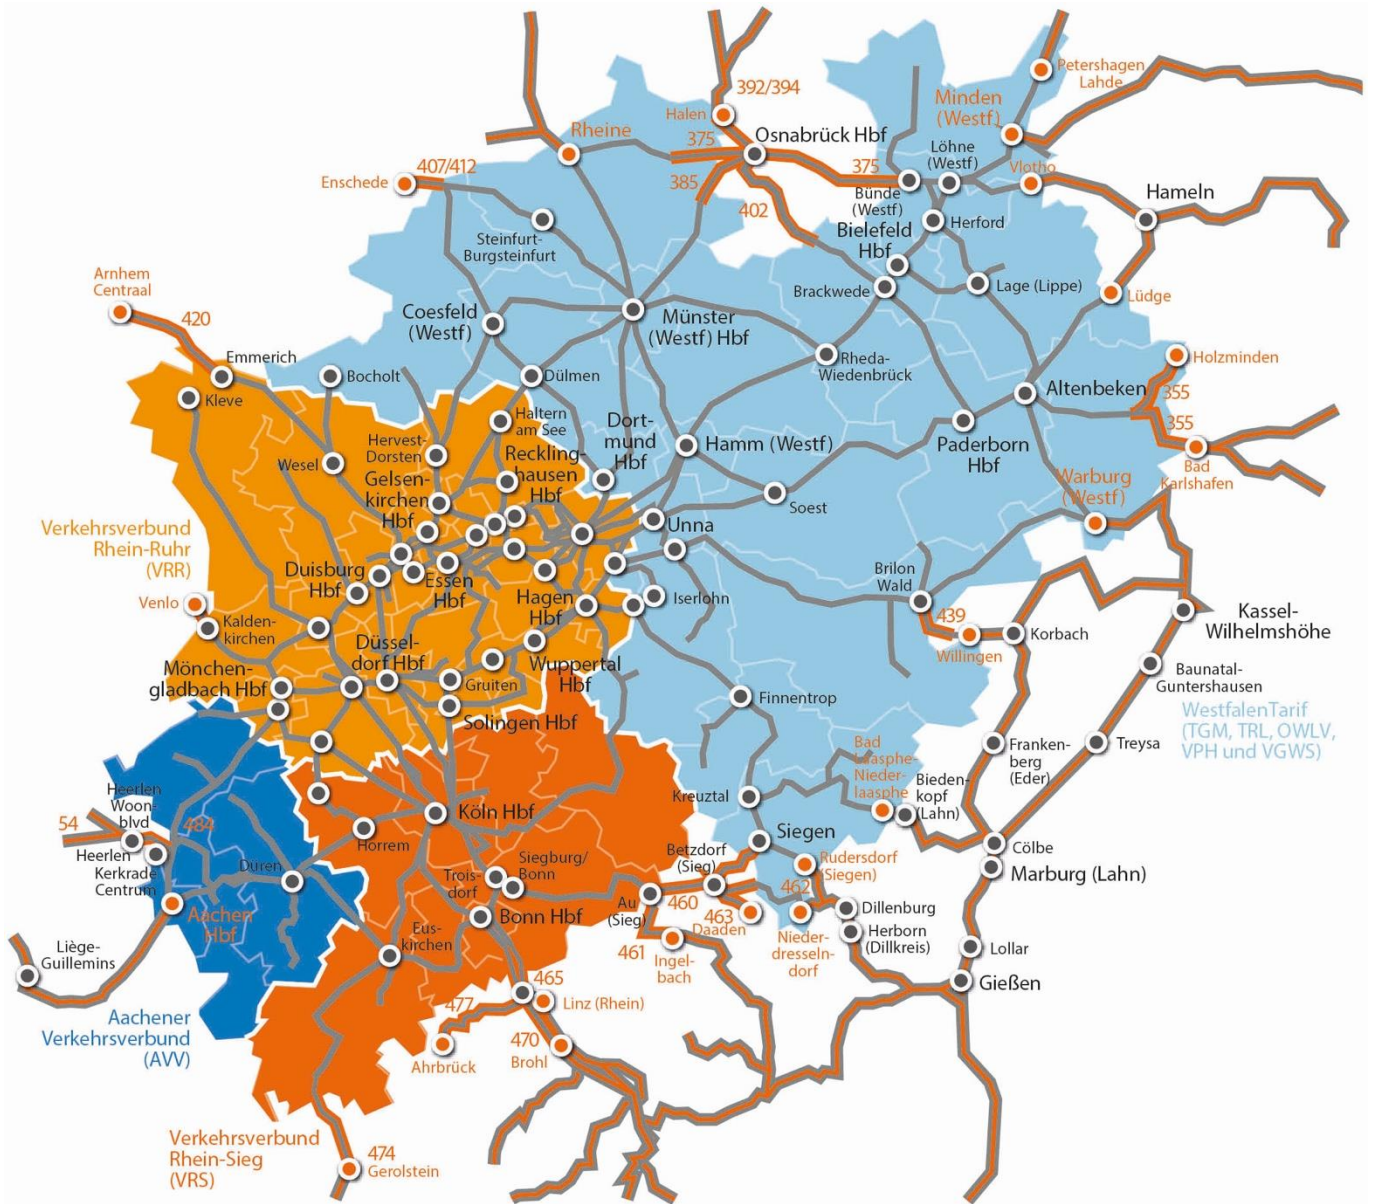 Petershagen
Lahde
392/394
Minden
(Westf)
Halen
Rheine
375
Osnabrück Hbf
Löhne
(Westf)
407/412
Enschede
385
375
Vlotho
Bünde
(Westf)
Hameln
402
Herford
Bielefeld
Hbf
Steinfurt-
Burgsteinfurt
Arnhem
Centraal
Brackwede
Lage (Lippe)
Lüdge
420
Coesfeld
(Westf)
Münster
(Westf) Hbf
Emmerich
Rheda-
Wiedenbrück
Holzminden
Bocholt
Dülmen
Altenbeken
355
Kleve
Haltern
am See
Dort-
mund
Hbf
355
Hervest-
Dorsten
Hamm (Westf)
Paderborn
Hbf
Reckling-
hausen
Hbf
Wesel
Bad
Karlshafen
Gelsen-
kirchen
Hbf
Warburg
(Westf)
Soest
Verkehrsverbund
Rhein-Ruhr
(VRR)
Unna
Duisburg
Hbf
Essen
Hbf
Brilon
Wald
Hagen
Hbf
Iserlohn
Venlo
Kalden-
kirchen
439
Kassel-
Wilhelmshöhe
Korbach
Willingen
Düssel-
dorf Hbf
Mönchen-
gladbach Hbf
Wuppertal
Hbf
Gruiten
Baunatal-
Guntershausen
Finnentrop
Solingen Hbf
WestfalenTarif
(TGM, TRL, OWLV,
VPH und VGWS)
Franken-
berg
(Eder)
Treysa
Bad
Laasphe-
Nieder-
laasphe
Bieden-
kopf
(Lahn)
Heerlen
Woon-
blvd
Kreuztal
Köln Hbf
54
484
Siegen
Horrem
Heerlen
Kerkrade
Centrum
Betzdorf
(Sieg)
Cölbe
Marburg (Lahn)
Düren
Siegburg/
Bonn
Rudersdorf
(Siegen)
Trois-
dorf
462
Au
(Sieg)
460
463
Daaden
Dillenburg
Aachen
Hbf
Bonn Hbf
Nieder-
dresseln-
dorf
Herborn
(Dillkreis)
Eus-
kirchen
461
Ingel-
bach
Liège-
Guillemins
Lollar
Gießen
465
Linz (Rhein)
477
Aachener
Verkehrsverbund
(AVV)
470
Brohl
Ahrbrück
Verkehrsverbund
Rhein-Sieg
(VRS)
474
Gerolstein